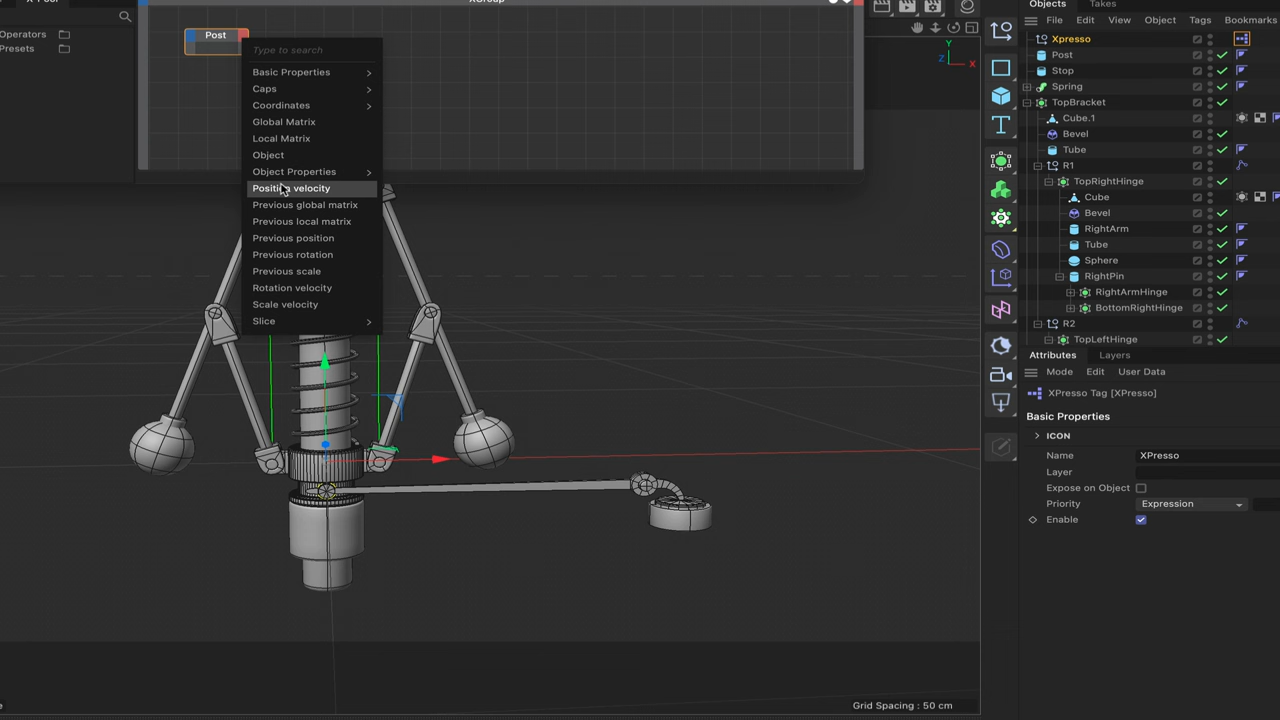 XGroup
Operators
Presets
Post
Type to search
Basic Properties
Caps
Coordinates
Global Matrix
Local Matrix
Object
Object Properties
Position velocity
Previous global matrix
Previous local matrix
Previous position
Previous rotation
Previous scale
Rotation velocity
Scale velocity
Slice
Y
Z X
Grid Spacing : 50 cm
Objects Takes
File Edit View Object Tags Bookmarks
Xpresso
Post
Stop
Spring
TopBracket
Cube.1
Bevel
Tube
R1
TopRightHinge
Cube
Bevel
RightArm
Tube
Sphere
RightPin
RightArmHinge
BottomRightHinge
R2
TopLeftHinge
Attributes Layers
Mode Edit User Data
XPresso Tag [XPresso]
Basic Properties
ICON
Name XPresso
Layer
Expose on Object
Priority Expression
Enable